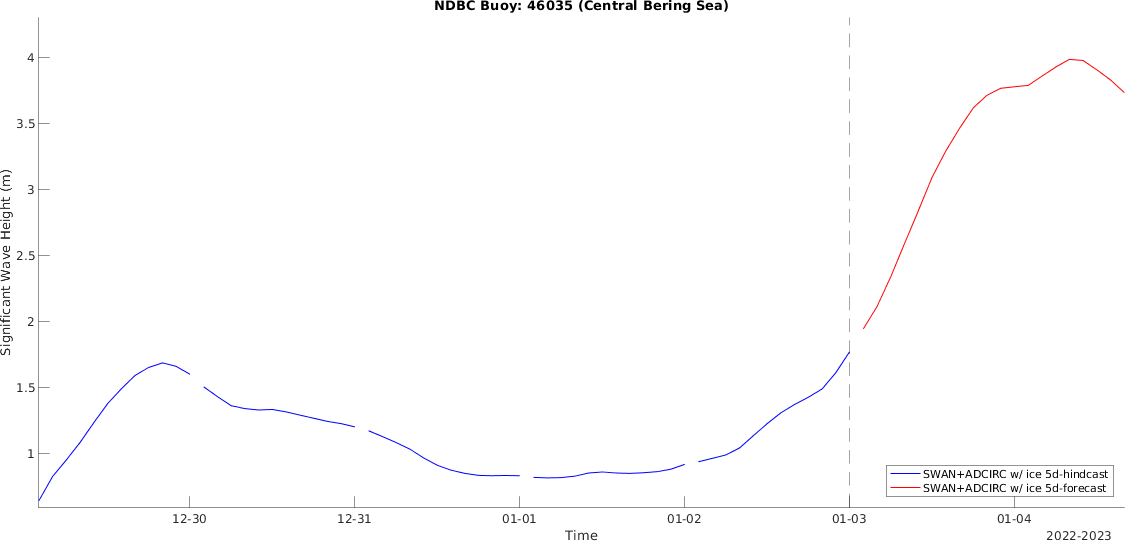 NDBC Buoy: 46035 (Central Bering Sea)
Significant Wave Height (m)
4
3.5
3
2.5
2
1.5
1
12-30
12-31
01-01
01-02
01-03
01-04
Time
2022-2023
SWAN+ADCIRC w/ ice 5d-hindcast
SWAN+ADCIRC w/ ice 5d-forecast